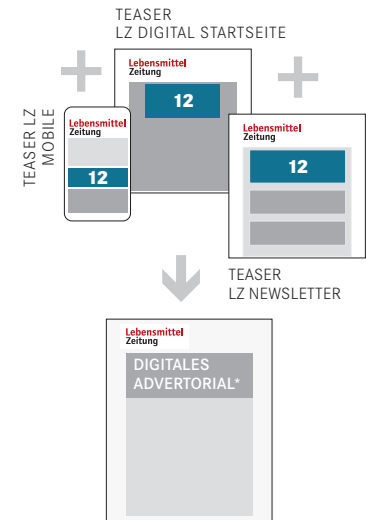 TEASER
LZ DIGITAL STARTSEITE
Lebensmittel
Zeitung
12
TEASER LZ
MOBILE
Lebensmittel
Zeitung
12
Lebensmittel
Zeitung
12
TEASER
LZ NEWSLETTER
Lebensmittel
Zeitung
DIGITALES
ADVERTORIAL*